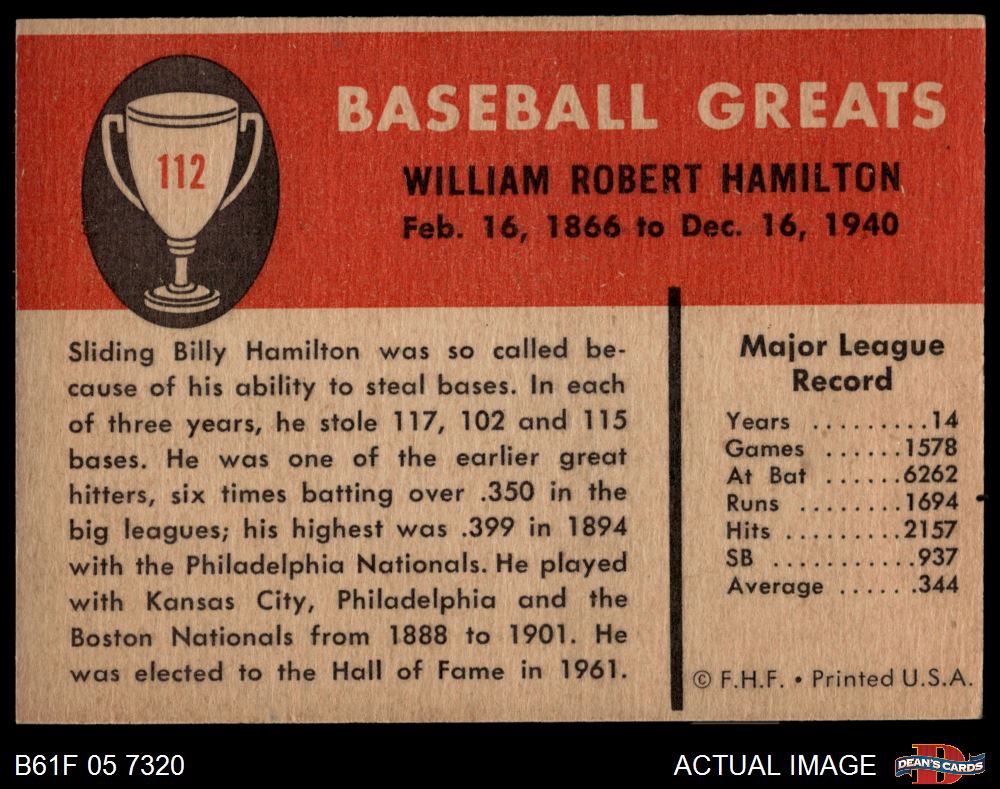 112
BASEBALL GREATS
WILLIAM ROBERT HAMILTON
Feb. 16, 1866 to Dec. 16, 1940
Sliding Billy Hamilton was so called be-
cause of his ability to steal bases. In each
of three years, he stole 117, 102 and 115
bases. He was one of the earlier great
hitters, six times batting over .350 in the
big leagues; his highest was .399 in 1894
with the Philadelphia Nationals. He played
with Kansas City, Philadelphia and the
Boston Nationals from 1888 to 1901. He
was elected to the Hall of Fame in 1961.
Major League
Record
Years .........14
Games ......1578
At Bat ......6262
Runs ........1694
Hits .........2157
SB ...........937
Average ......344
© F.H.F. • Printed U.S.A.
B61F 05 7320
ACTUAL IMAGE
D
DEAN'S CARDS